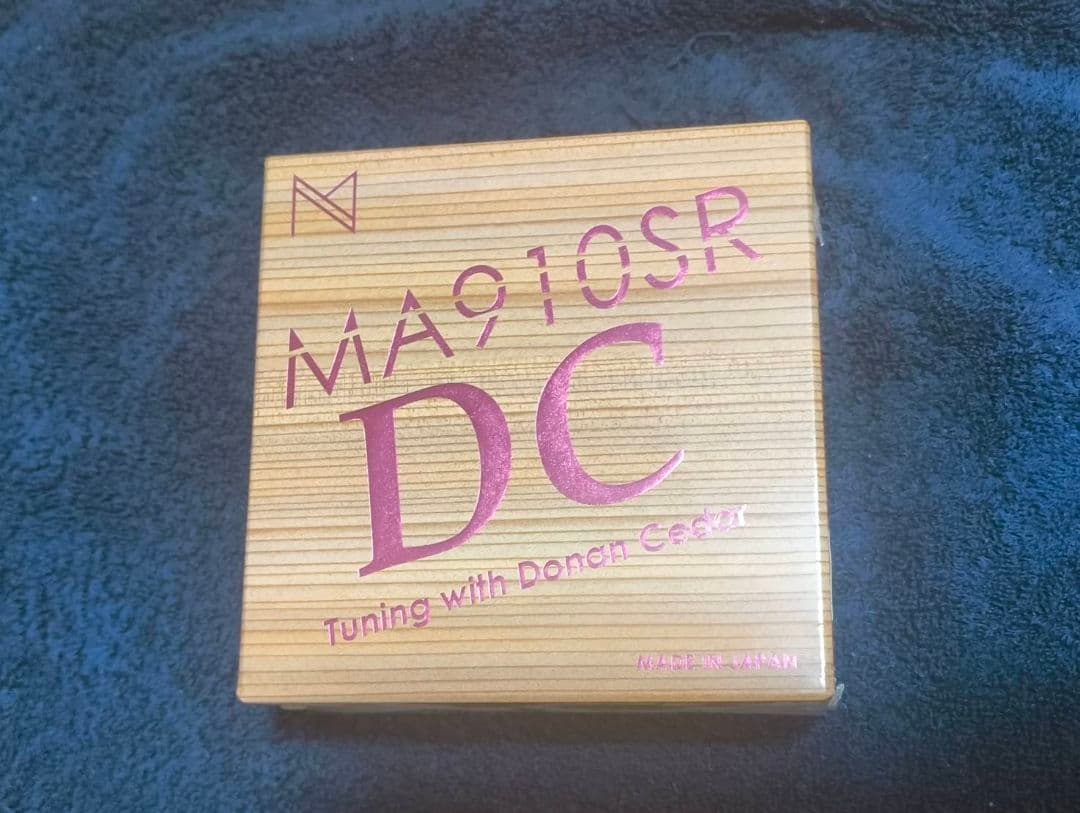 MA910SR
DC
Tuning with Donan Cedar
MADE IN JAPAN